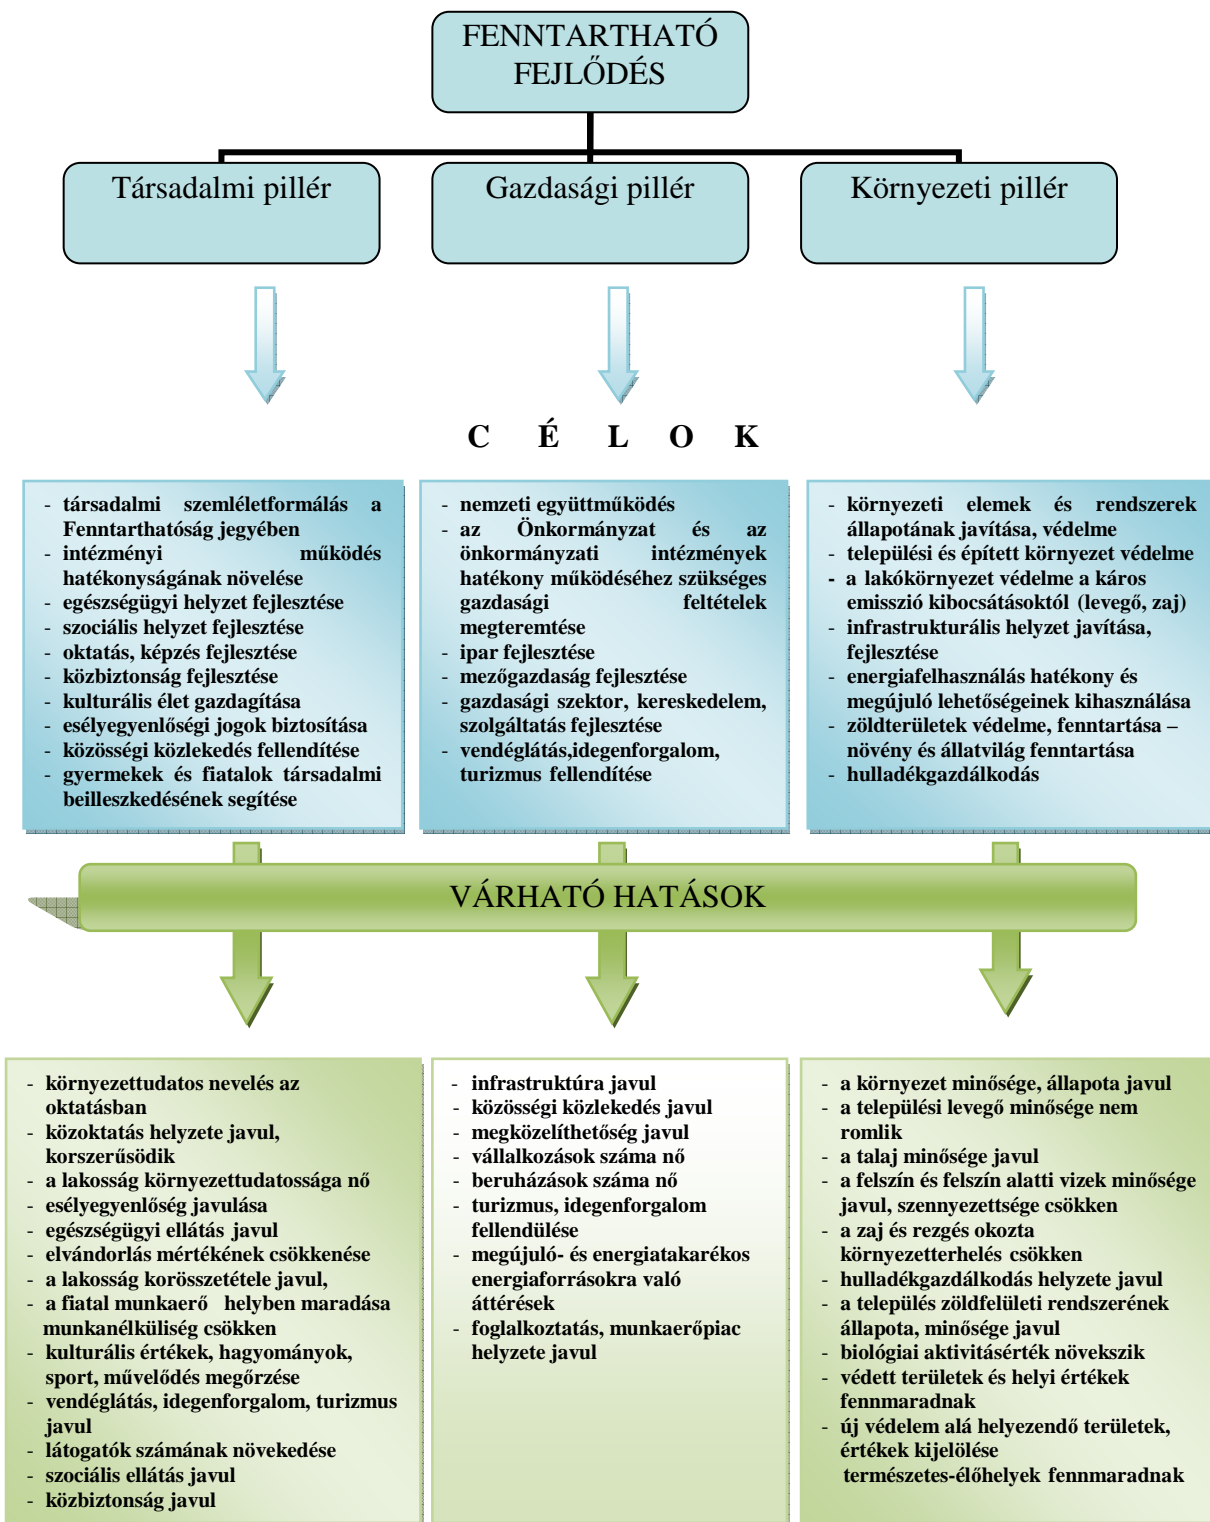 FENNTARTHATÓ
FEJLŐDÉS
Társadalmi pillér
Gazdasági pillér
Környezeti pillér
C É L O K
- társadalmi szemléletformálás a
Fenntarthatóság jegyében
- intézményi működés
hatékonyságának növelése
- egészségügyi helyzet fejlesztése
- szociális helyzet fejlesztése
- oktatás, képzés fejlesztése
- közbiztonság fejlesztése
- kulturális élet gazdagítása
- esélyegyenlőségi jogok biztosítása
- közösségi közlekedés fellendítése
- gyermekek és fiatalok társadalmi
beilleszkedésének segítése
- nemzeti együttműködés
- az Önkormányzat és az
önkormányzati intézmények
hatékony működéséhez szükséges
gazdasági feltételek
megteremtése
- ipar fejlesztése
- mezőgazdaság fejlesztése
- gazdasági szektor, kereskedelem,
szolgáltatás fejlesztése
- vendéglátás,idegenforgalom,
turizmus fellendítése
- környezeti elemek és rendszerek
állapotának javítása, védelme
- települési és épített környezet védelme
- a lakókörnyezet védelme a káros
emisszió kibocsátásoktól (levegő, zaj)
- infrastrukturális helyzet javítása,
fejlesztése
- energiafelhasználás hatékony és
megújuló lehetőségeinek kihasználása
- zöldterületek védelme, fenntartása –
növény és állatvilág fenntartása
- hulladékgazdálkodás
VÁRHATÓ HATÁSOK
- környezettudatos nevelés az
oktatásban
- közoktatás helyzete javul,
korszerűsödik
- a lakosság környezettudatossága nő
- esélyegyenlőség javulása
- egészségügyi ellátás javul
- elvándorlás mértékének csökkenése
- a lakosság korösszetétele javul,
- a fiatal munkaerő helyben maradása
munkanélküliség csökken
- kulturális értékek, hagyományok,
sport, művelődés megőrzése
- vendéglátás, idegenforgalom, turizmus
javul
- látogatók számának növekedése
- szociális ellátás javul
- közbiztonság javul
- infrastruktúra javul
- közösségi közlekedés javul
- megközelíthetőség javul
- vállalkozások száma nő
- beruházások száma nő
- turizmus, idegenforgalom
fellendülése
- megújuló- és energiatakarékos
energiaforrásokra való
áttérések
- foglalkoztatás, munkaerőpiac
helyzete javul
- a környezet minősége, állapota javul
- a települési levegő minősége nem
romlik
- a talaj minősége javul
- a felszín és felszín alatti vizek minősége
javul, szennyezettsége csökken
- a zaj és rezgés okozta
környezetterhelés csökken
- hulladékgazdálkodás helyzete javul
- a település zöldfelületi rendszerének
állapota, minősége javul
- biológiai aktivitásérték növekszik
- védett területek és helyi értékek
fennmaradnak
- új védelem alá helyezendő területek,
értékek kijelölése
természetes-élőhelyek fennmaradnak